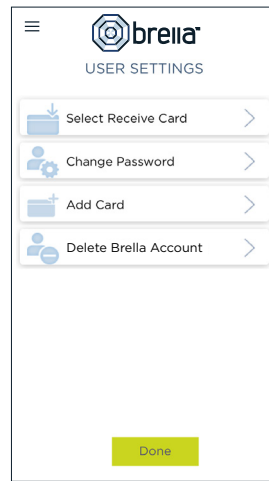 brella
USER SETTINGS
Select Receive Card
Change Password
Add Card
Delete Brella Account
Done